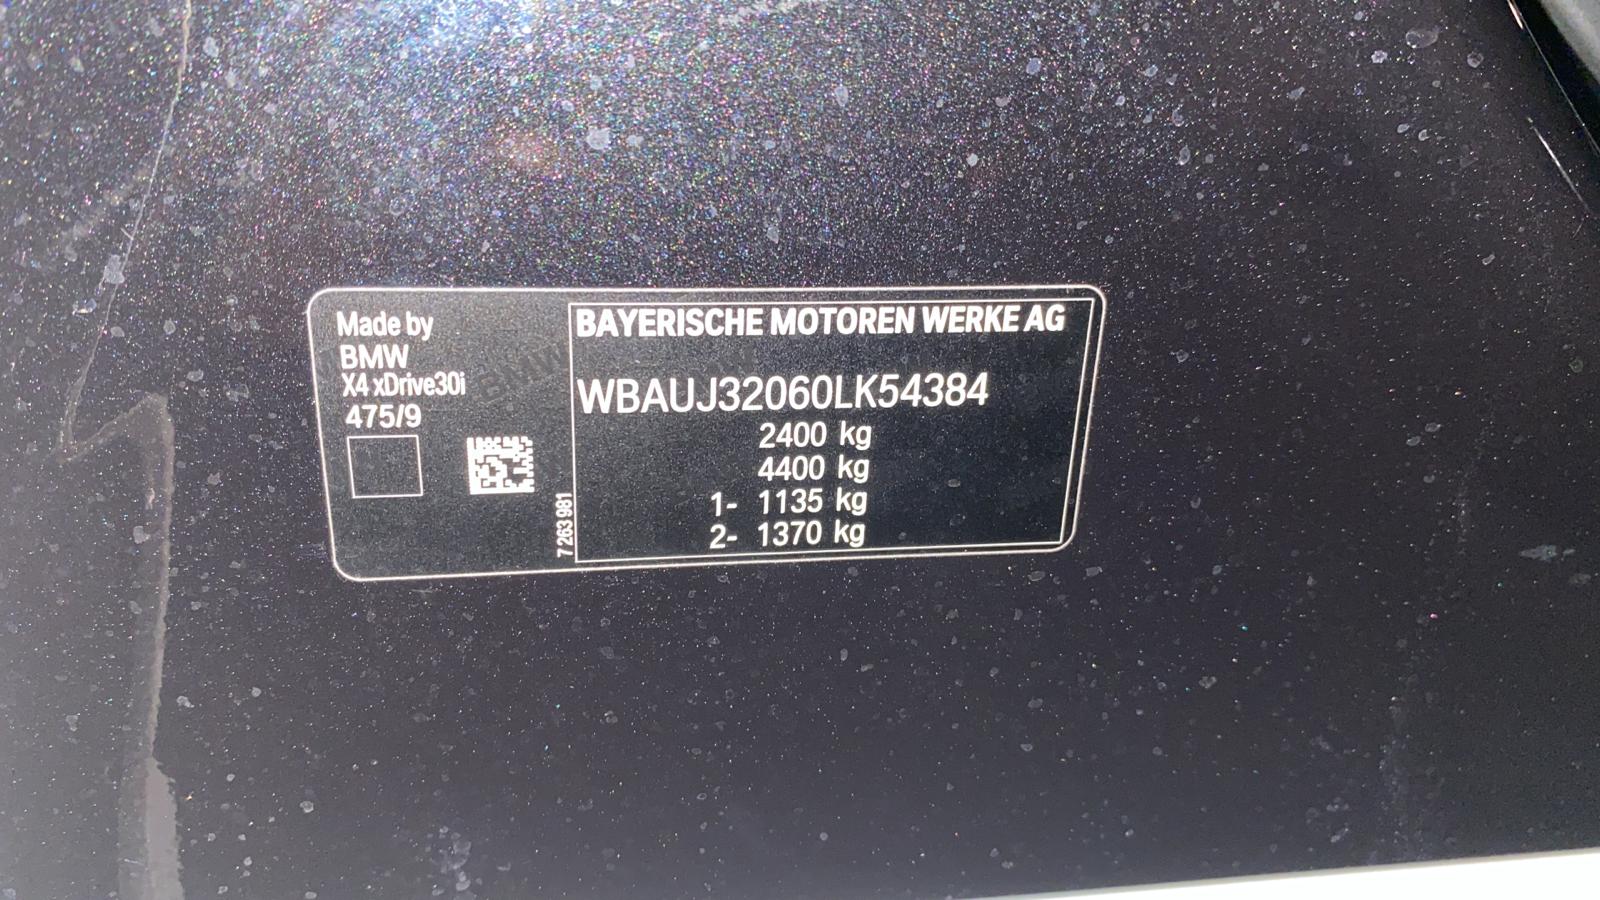 Made by
BMW
X4 xDrive30i
475/9
7 263 981
BAYERISCHE MOTOREN WERKE AG
WBAUJ32060LK54384
2400 kg
4400 kg
1- 1135 kg
2- 1370 kg
BMW